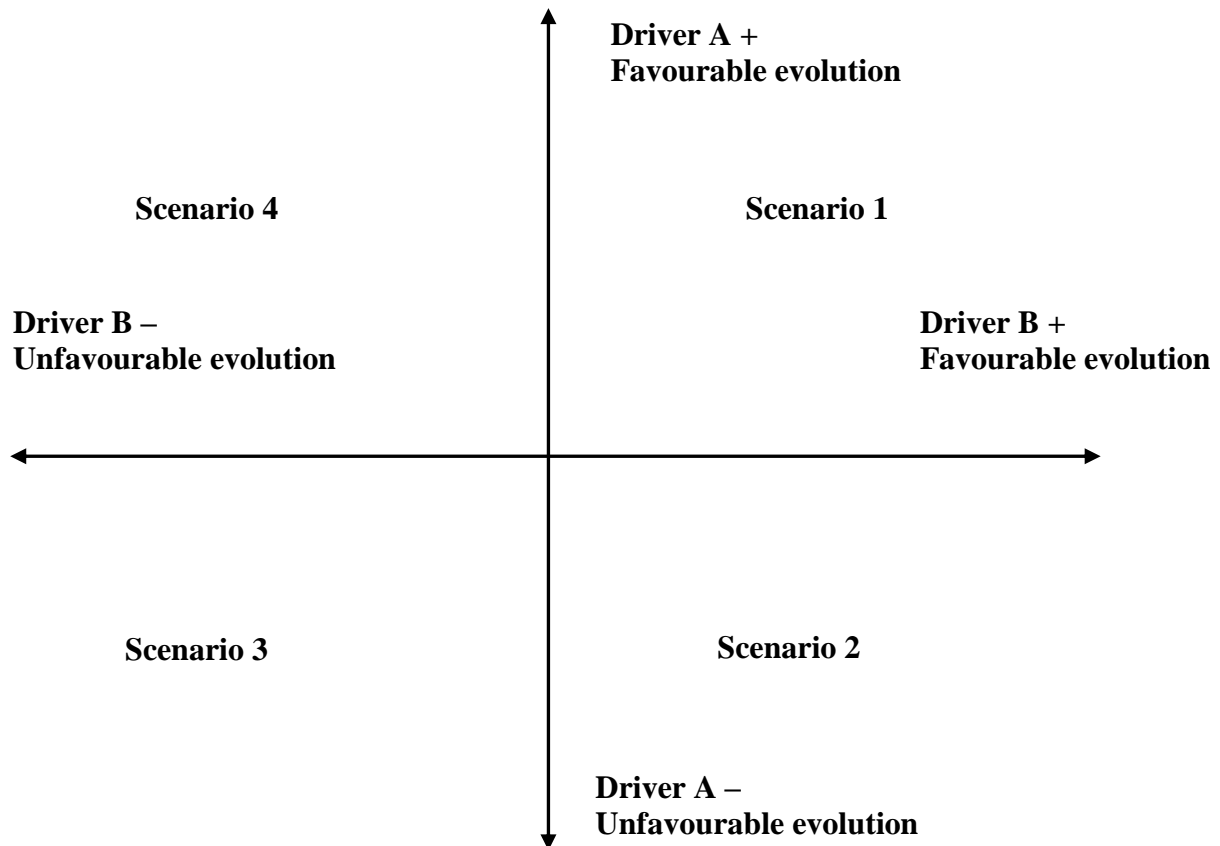 Driver A +
Favourable evolution
Scenario 4
Scenario 1
Driver B –
Unfavourable evolution
Driver B +
Favourable evolution
Scenario 3
Scenario 2
Driver A –
Unfavourable evolution